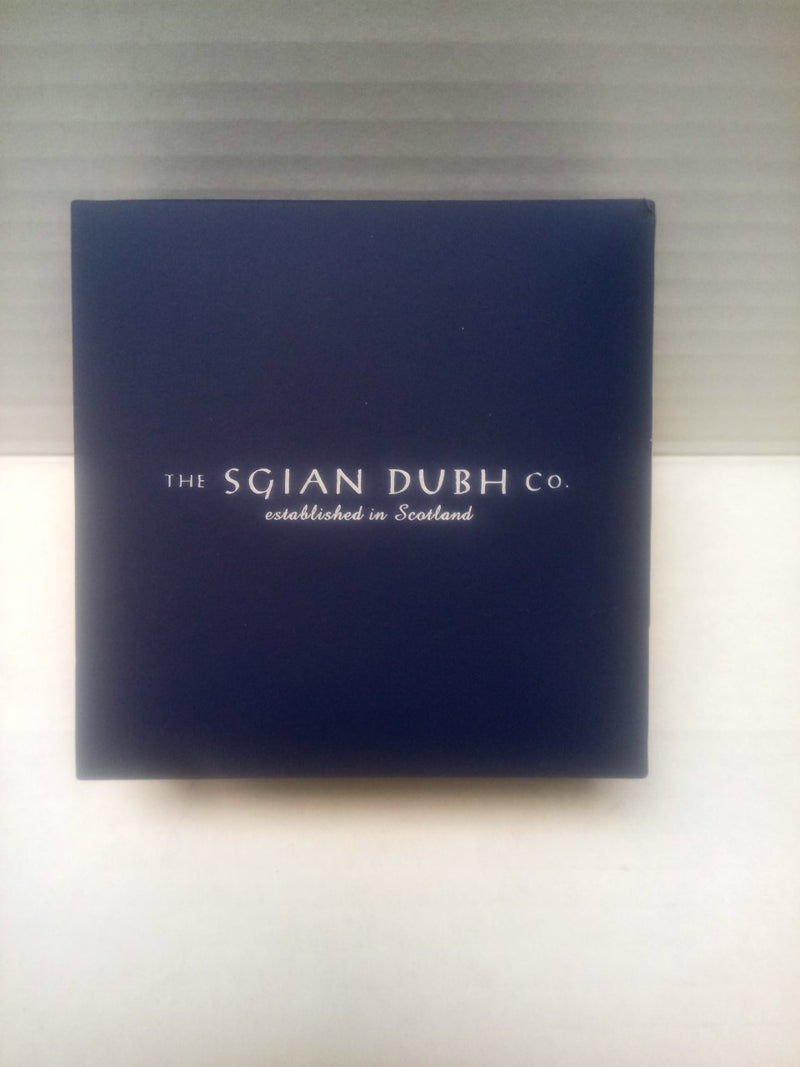 THE SGIAN DUBH CO.
established in Scotland